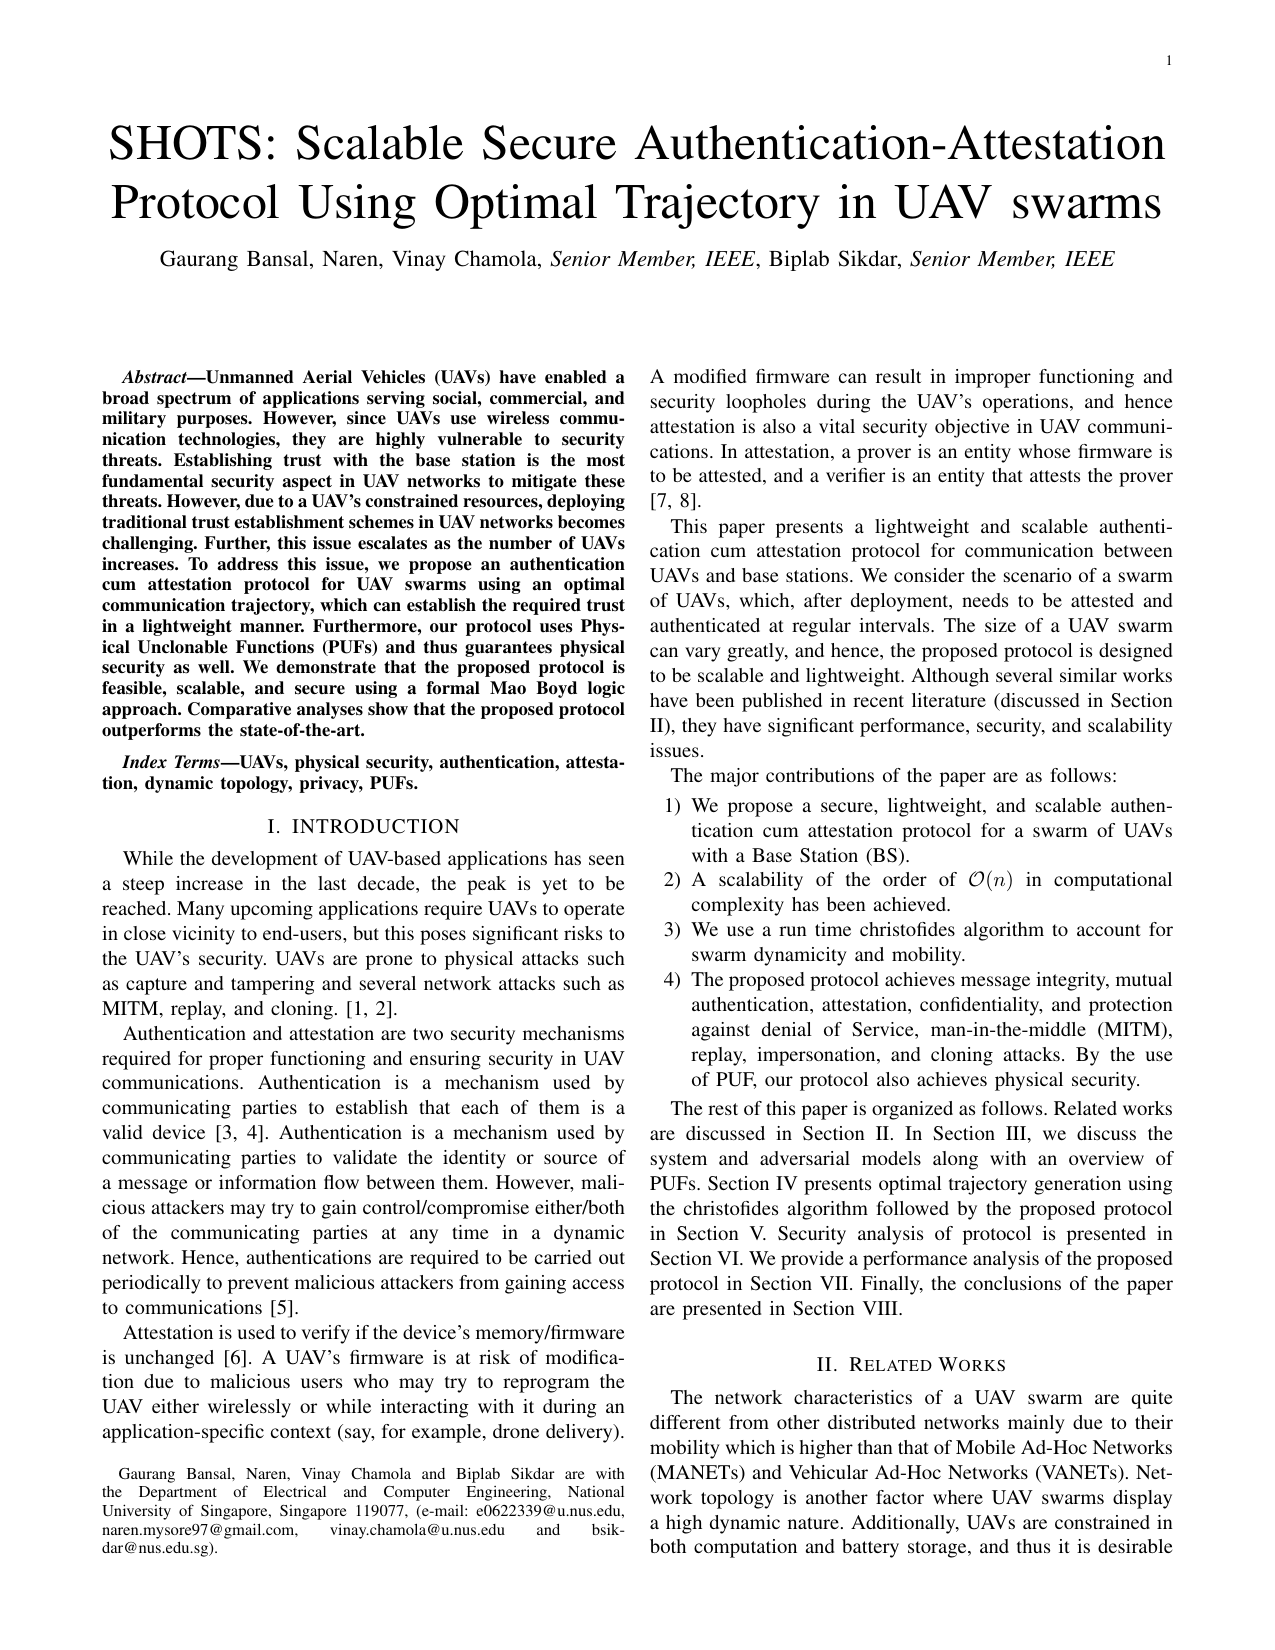 1
SHOTS: Scalable Secure Authentication-Attestation
Protocol Using Optimal Trajectory in UAV swarms
Gaurang Bansal, Naren, Vinay Chamola, Senior Member, IEEE, Biplab Sikdar, Senior Member, IEEE
Abstract—Unmanned Aerial Vehicles (UAVs) have enabled a
broad spectrum of applications serving social, commercial, and
military purposes. However, since UAVs use wireless commu-
nication technologies, they are highly vulnerable to security
threats. Establishing trust with the base station is the most
fundamental security aspect in UAV networks to mitigate these
threats. However, due to a UAV's constrained resources, deploying
traditional trust establishment schemes in UAV networks becomes
challenging. Further, this issue escalates as the number of UAVs
increases. To address this issue, we propose an authentication
cum attestation protocol for UAV swarms using an optimal
communication trajectory, which can establish the required trust
in a lightweight manner. Furthermore, our protocol uses Phys-
ical Unclonable Functions (PUFs) and thus guarantees physical
security as well. We demonstrate that the proposed protocol is
feasible, scalable, and secure using a formal Mao Boyd logic
approach. Comparative analyses show that the proposed protocol
outperforms the state-of-the-art.
Index Terms—UAVs, physical security, authentication, attesta-
tion, dynamic topology, privacy, PUFs.
I. INTRODUCTION
While the development of UAV-based applications has seen
a steep increase in the last decade, the peak is yet to be
reached. Many upcoming applications require UAVs to operate
in close vicinity to end-users, but this poses significant risks to
the UAV's security. UAVs are prone to physical attacks such
as capture and tampering and several network attacks such as
MITM, replay, and cloning. [1, 2].
Authentication and attestation are two security mechanisms
required for proper functioning and ensuring security in UAV
communications. Authentication is a mechanism used by
communicating parties to establish that each of them is a
valid device [3, 4]. Authentication is a mechanism used by
communicating parties to validate the identity or source of
a message or information flow between them. However, mali-
cious attackers may try to gain control/compromise either/both
of the communicating parties at any time in a dynamic
network. Hence, authentications are required to be carried out
periodically to prevent malicious attackers from gaining access
to communications [5].
Attestation is used to verify if the device's memory/firmware
is unchanged [6]. A UAV's firmware is at risk of modifica-
tion due to malicious users who may try to reprogram the
UAV either wirelessly or while interacting with it during an
application-specific context (say, for example, drone delivery).
Gaurang Bansal, Naren, Vinay Chamola and Biplab Sikdar are with
the Department of Electrical and Computer Engineering, National
University of Singapore, Singapore 119077, (e-mail: e0622339@u.nus.edu,
naren.mysore97@gmail.com, vinay.chamola@u.nus.edu and bsik-
dar@nus.edu.sg).
A modified firmware can result in improper functioning and
security loopholes during the UAV's operations, and hence
attestation is also a vital security objective in UAV communi-
cations. In attestation, a prover is an entity whose firmware is
to be attested, and a verifier is an entity that attests the prover
[7, 8].
This paper presents a lightweight and scalable authenti-
cation cum attestation protocol for communication between
UAVs and base stations. We consider the scenario of a swarm
of UAVs, which, after deployment, needs to be attested and
authenticated at regular intervals. The size of a UAV swarm
can vary greatly, and hence, the proposed protocol is designed
to be scalable and lightweight. Although several similar works
have been published in recent literature (discussed in Section
II), they have significant performance, security, and scalability
issues.
The major contributions of the paper are as follows:
1) We propose a secure, lightweight, and scalable authen-
tication cum attestation protocol for a swarm of UAVs
with a Base Station (BS).
2) A scalability of the order of O(n) in computational
complexity has been achieved.
3) We use a run time christofides algorithm to account for
swarm dynamicity and mobility.
4) The proposed protocol achieves message integrity, mutual
authentication, attestation, confidentiality, and protection
against denial of Service, man-in-the-middle (MITM),
replay, impersonation, and cloning attacks. By the use
of PUF, our protocol also achieves physical security.
The rest of this paper is organized as follows. Related works
are discussed in Section II. In Section III, we discuss the
system and adversarial models along with an overview of
PUFs. Section IV presents optimal trajectory generation using
the christofides algorithm followed by the proposed protocol
in Section V. Security analysis of protocol is presented in
Section VI. We provide a performance analysis of the proposed
protocol in Section VII. Finally, the conclusions of the paper
are presented in Section VIII.
II. RELATED WORKS
The network characteristics of a UAV swarm are quite
different from other distributed networks mainly due to their
mobility which is higher than that of Mobile Ad-Hoc Networks
(MANETs) and Vehicular Ad-Hoc Networks (VANETs). Net-
work topology is another factor where UAV swarms display
a high dynamic nature. Additionally, UAVs are constrained in
both computation and battery storage, and thus it is desirable